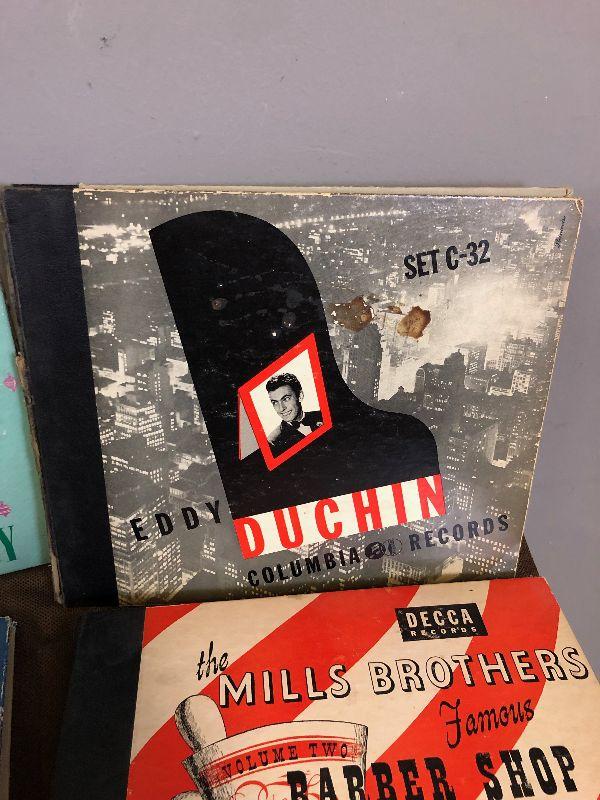 SET C-32
EDDY DUCHIN
COLUMBIA RECORDS
Y
DECCA
RECORDS
the
MILLS BROTHERS
Famous
VOLUME TWO
BARBER SHOP